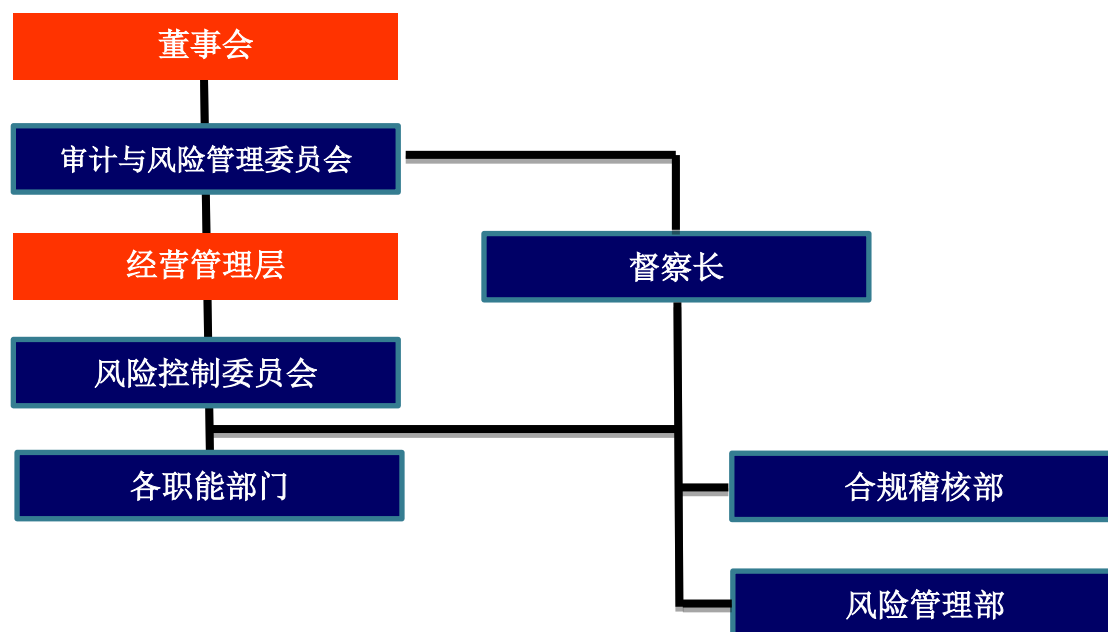 董事会
审计与风险管理委员会
经营管理层
督察长
风险控制委员会
各职能部门
合规稽核部
风险管理部